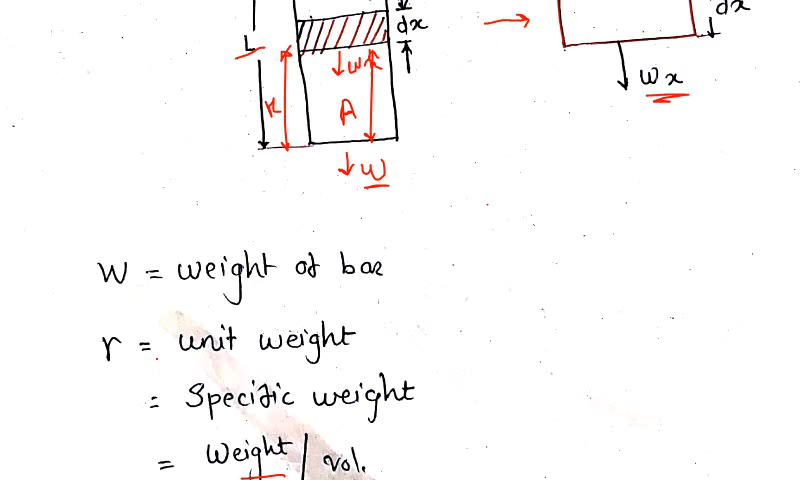 dx
dx
L
wx
wx
x
A
W
W = weight of bar
r = unit weight
= Specific weight
= Weight / vol.